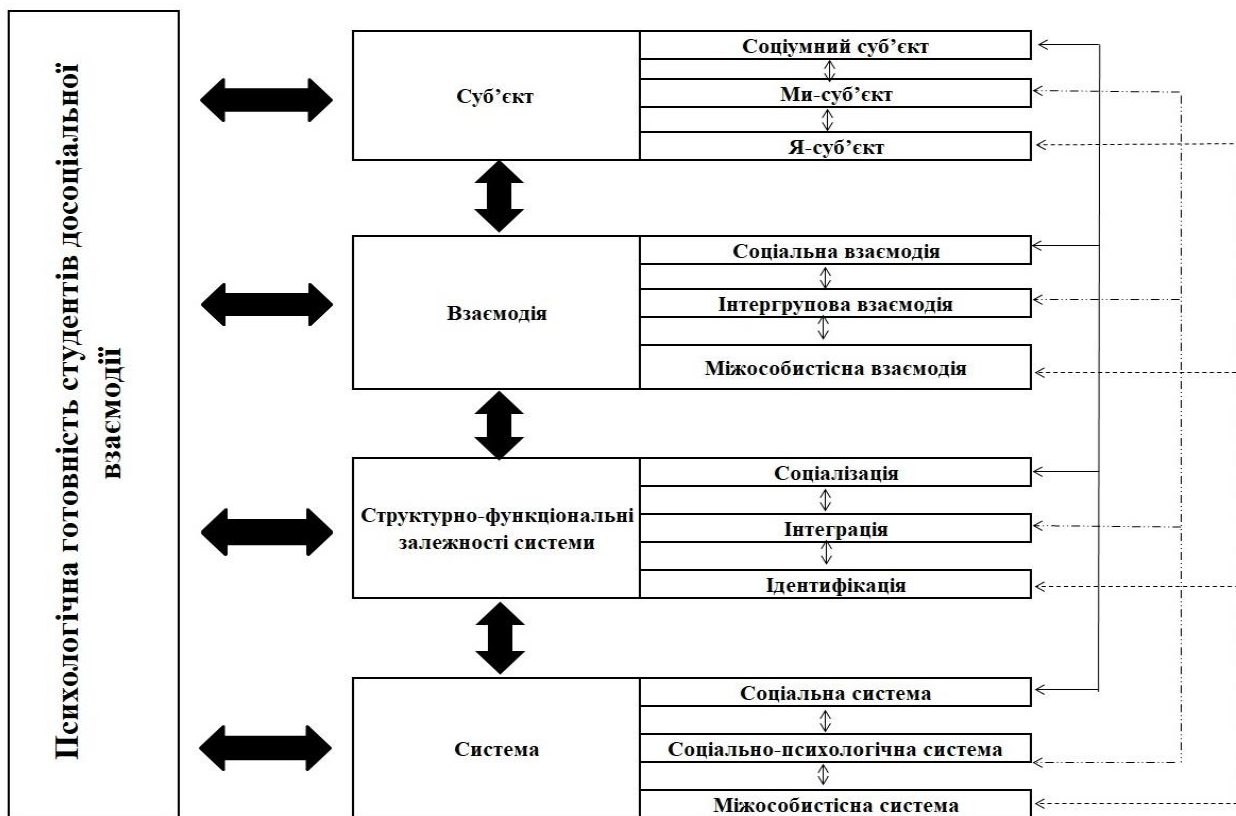 Психологічна готовність студентів досоціальної
взаємодії
Суб’єкт
Соціумний суб’єкт
Ми-суб’єкт
Я-суб’єкт
Взаємодія
Соціальна взаємодія
Інтергрупова взаємодія
Міжособистісна взаємодія
Структурно-функціональні
залежності системи
Соціалізація
Інтеграція
Ідентифікація
Система
Соціальна система
Соціально-психологічна система
Міжособистісна система